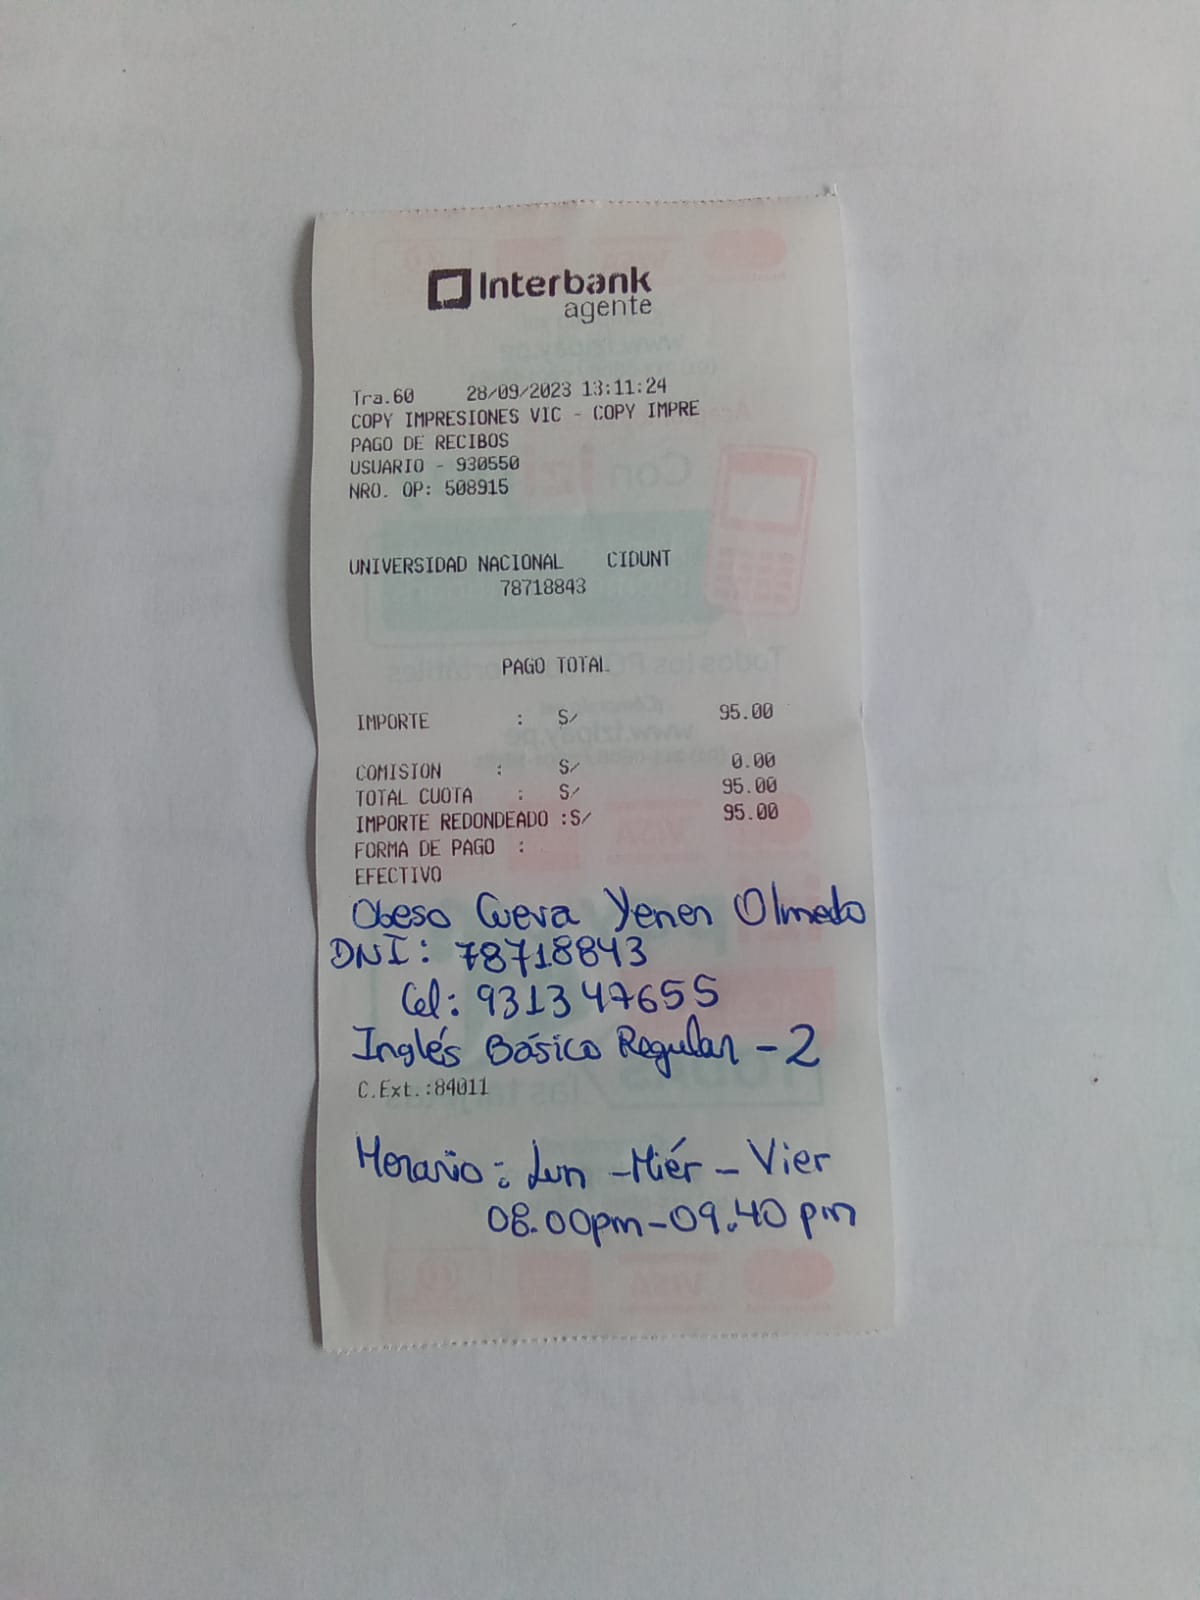 Interbank
agente
Tra.60 28/09/2023 13:11:24
COPY IMPRESIONES VIC - COPY IMPRE
PAGO DE RECIBOS
USUARIO - 930550
NRO. OP: 508915
UNIVERSIDAD NACIONAL CIDUNT
78718843
PAGO TOTAL
IMPORTE : S/ 95.00
COMISION : S/ 0.00
TOTAL CUOTA : S/ 95.00
IMPORTE REDONDEADO :S/ 95.00
FORMA DE PAGO :
EFECTIVO
Obeso Cueva Yenen Olmedo
DNI: 78718843
Cel: 931347655
Inglés Básico Regular - 2
C.Ext.:84011
Horario: Lun - Miér - Vier
08.00pm - 09.40 pm